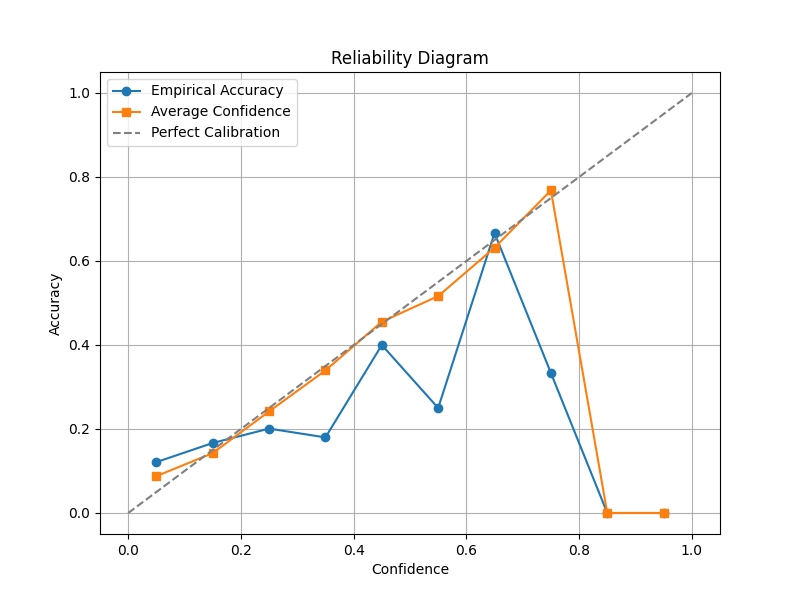 Reliability Diagram
Empirical Accuracy
Average Confidence
Perfect Calibration
1.0
0.8
0.6
0.4
0.2
0.0
Accuracy
0.0 0.2 0.4 0.6 0.8 1.0
Confidence